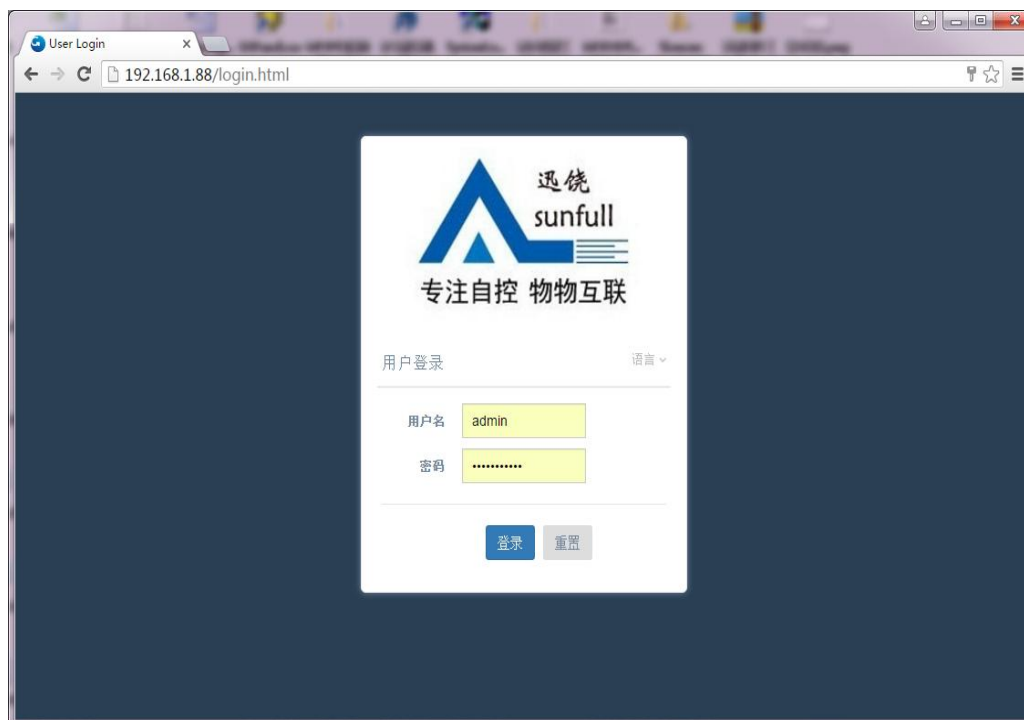 User Login
192.168.1.88/login.html
迅饶
sunfull
专注自控 物物互联
用户登录 语言
用户名 admin
密码 •••••••••••
登录 重置